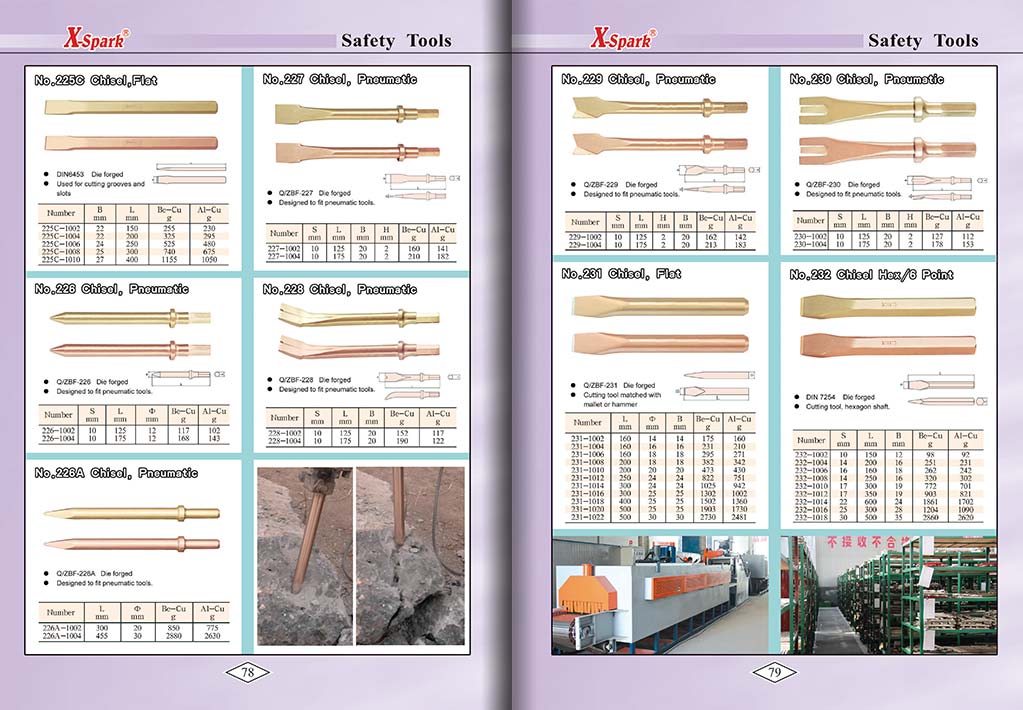 X-Spark®
Safety Tools
No.225C Chisel,Flat
DIN6453 Die forged
Used for cutting grooves and
slots
Number B mm L mm Be-Cu g Al-Cu g
225C-1002 22 150 255 230
225C-1004 22 200 325 295
225C-1006 24 250 525 480
225C-1008 25 300 740 675
225C-1010 27 400 1155 1050
No.227 Chisel, Pneumatic
Q/ZBF-227 Die forged
Designed to fit pneumatic tools.
Number S mm L mm B mm H mm Be-Cu g Al-Cu g
227-1002 10 125 20 2 160 141
227-1004 10 175 20 2 210 182
No.226 Chisel, Pneumatic
Q/ZBF-226 Die forged
Designed to fit pneumatic tools.
Number S mm L mm Φ mm Be-Cu g Al-Cu g
226-1002 10 125 12 117 102
226-1004 10 175 12 168 143
No.228 Chisel, Pneumatic
Q/ZBF-228 Die forged
Designed to fit pneumatic tools.
Number S mm L mm B mm Be-Cu g Al-Cu g
228-1002 10 125 20 152 117
228-1004 10 175 20 190 122
No.226A Chisel, Pneumatic
Q/ZBF-226A Die forged
Designed to fit pneumatic tools.
Number L mm Φ mm Be-Cu g Al-Cu g
226A-1002 300 20 850 775
226A-1004 455 30 2880 2630
78
X-Spark®
Safety Tools
No.229 Chisel, Pneumatic
Q/ZBF-229 Die forged
Designed to fit pneumatic tools.
Number S mm L mm H mm B mm Be-Cu g Al-Cu g
229-1002 10 125 2 20 162 142
229-1004 10 175 2 20 213 183
No.230 Chisel, Pneumatic
Q/ZBF-230 Die forged
Designed to fit pneumatic tools.
Number S mm L mm B mm H mm Be-Cu g Al-Cu g
230-1002 10 125 20 2 127 112
230-1004 10 175 20 2 178 153
No.231 Chisel, Flat
Q/ZBF-231 Die forged
Cutting tool matched with
mallet or hammer
Number L mm Φ mm B mm Be-Cu g Al-Cu g
231-1002 160 14 14 175 160
231-1004 160 16 16 231 210
231-1006 160 18 18 295 271
231-1008 200 18 18 382 342
231-1010 200 20 20 473 430
231-1012 250 24 24 822 751
231-1014 300 24 24 1025 942
231-1016 300 25 25 1302 1002
231-1018 400 25 25 1502 1360
231-1020 500 25 25 1903 1730
231-1022 500 30 30 2730 2481
No.232 Chisel Hex/6 Point
DIN 7254 Die forged
Cutting tool, hexagon shaft.
Number S mm L mm B mm Be-Cu g Al-Cu g
232-1002 10 150 12 98 92
232-1004 14 200 16 251 231
232-1006 16 160 18 262 242
232-1008 14 250 16 320 302
232-1010 17 300 19 772 701
232-1012 17 350 19 903 821
232-1014 22 600 24 1861 1702
232-1016 25 300 28 1204 1090
232-1018 30 500 35 2860 2620
不接收不合格
79